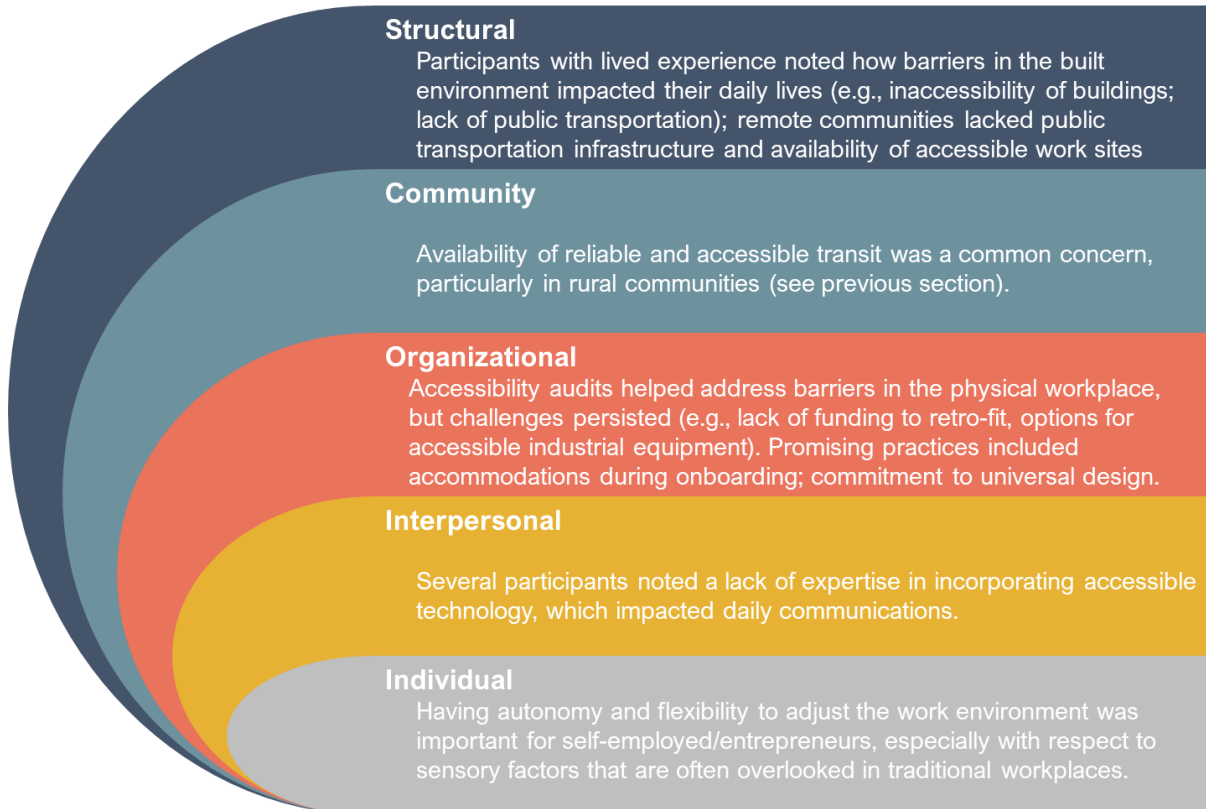 Structural
Participants with lived experience noted how barriers in the built
environment impacted their daily lives (e.g., inaccessibility of buildings;
lack of public transportation); remote communities lacked public
transportation infrastructure and availability of accessible work sites
Community
Availability of reliable and accessible transit was a common concern,
particularly in rural communities (see previous section).
Organizational
Accessibility audits helped address barriers in the physical workplace,
but challenges persisted (e.g., lack of funding to retro-fit, options for
accessible industrial equipment). Promising practices included
accommodations during onboarding; commitment to universal design.
Interpersonal
Several participants noted a lack of expertise in incorporating accessible
technology, which impacted daily communications.
Individual
Having autonomy and flexibility to adjust the work environment was
important for self-employed/entrepreneurs, especially with respect to
sensory factors that are often overlooked in traditional workplaces.